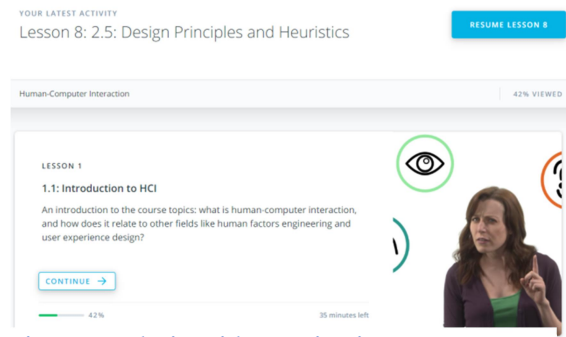 YOUR LATEST ACTIVITY
Lesson 8: 2.5: Design Principles and Heuristics
RESUME LESSON 8
Human-Computer Interaction
42% VIEWED
LESSON 1
1.1: Introduction to HCI
An introduction to the course topics: what is human-computer interaction,
and how does it relate to other fields like human factors engineering and
user experience design?
CONTINUE →
42%
35 minutes left